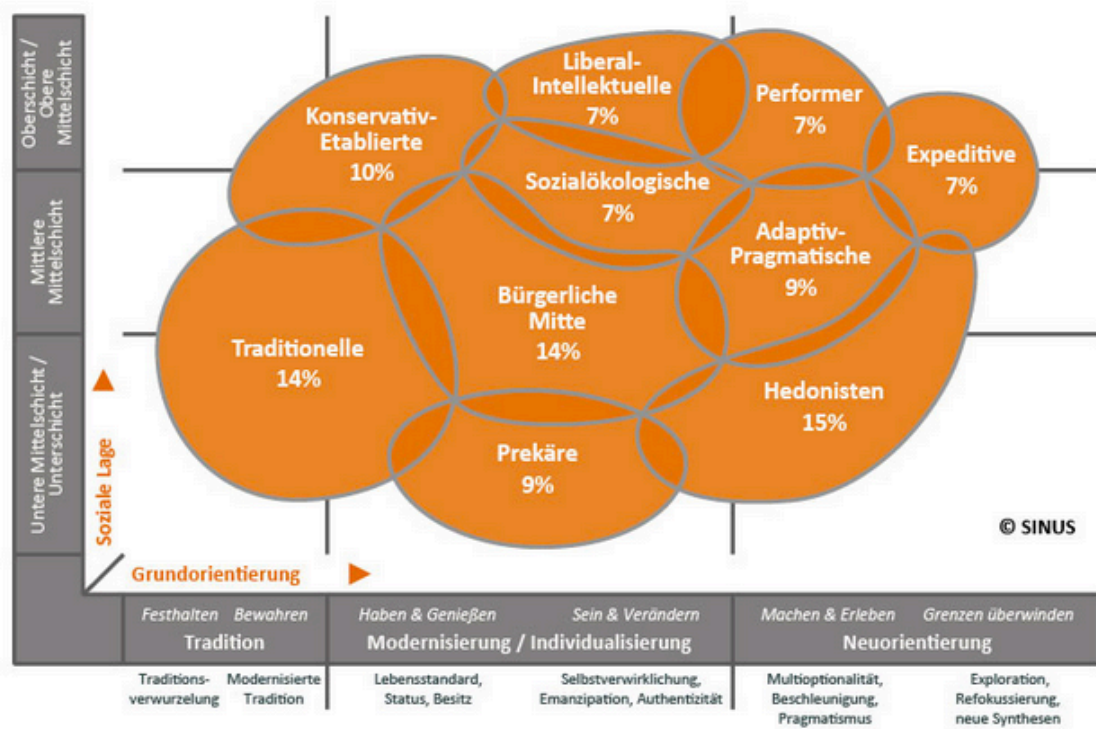 Oberschicht /
Obere
Mittelschicht
Mittlere
Mittelschicht
Untere Mittelschicht /
Unterschicht
Soziale Lage
Konservativ-
Etablierte
10%
Liberal-
Intellektuelle
7%
Performer
7%
Expeditive
7%
Sozialökologische
7%
Adaptiv-
Pragmatische
9%
Traditionelle
14%
Bürgerliche
Mitte
14%
Hedonisten
15%
Prekäre
9%
© SINUS
Grundorientierung
Festhalten Bewahren
Tradition
Haben & Genießen Sein & Verändern
Modernisierung / Individualisierung
Machen & Erleben Grenzen überwinden
Neuorientierung
Traditions-
verwurzelung
Modernisierte
Tradition
Lebensstandard,
Status, Besitz
Selbstverwirklichung,
Emanzipation, Authentizität
Multioptionalität,
Beschleunigung,
Pragmatismus
Exploration,
Refokussierung,
neue Synthesen